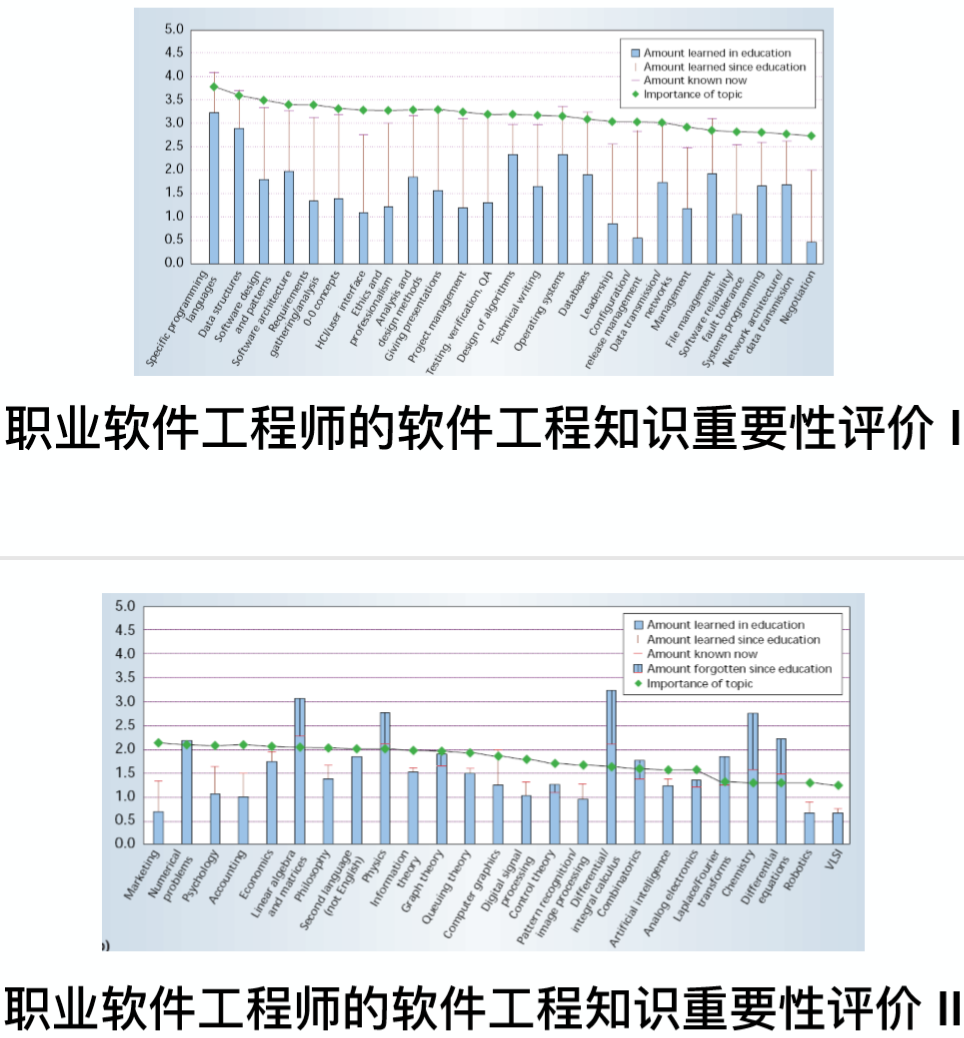 5.0
4.5
4.0
3.5
3.0
2.5
2.0
1.5
1.0
0.5
0.0
Amount learned in education
Amount learned since education
Amount known now
Importance of topic
Specific programming
languages
Data structures
Software design
and patterns
Software architecture
Requirements
gathering/analysis
0-0 concepts
HCI/user interface
Ethics and
professionalism
Analysis and
design methods
Giving presentations
Project management
Testing, verification, QA
Design of algorithms
Technical writing
Operating systems
Databases
Leadership
Configuration/
release management
Data transmission/
networks
Management
File management
Software reliability/
fault tolerance
Systems programming
Network architecture/
data transmission
Negotiation
职业软件工程师的软件工程知识重要性评价 I
5.0
4.5
4.0
3.5
3.0
2.5
2.0
1.5
1.0
0.5
0.0
Amount learned in education
Amount learned since education
Amount known now
Amount forgotten since education
Importance of topic
Marketing
Numerical
problems
Psychology
Accounting
Economics
Linear algebra
and matrices
Philosophy
Second language
(not English)
Physics
Information
theory
Graph theory
Queuing theory
Computer graphics
Digital signal
processing
Control theory
Pattern recognition/
image processing
Differential/
integral calculus
Combinatorics
Artificial intelligence
Analog electronics
Laplace/Fourier
transforms
Chemistry
Differential
equations
Robotics
VLSI
)
职业软件工程师的软件工程知识重要性评价 II